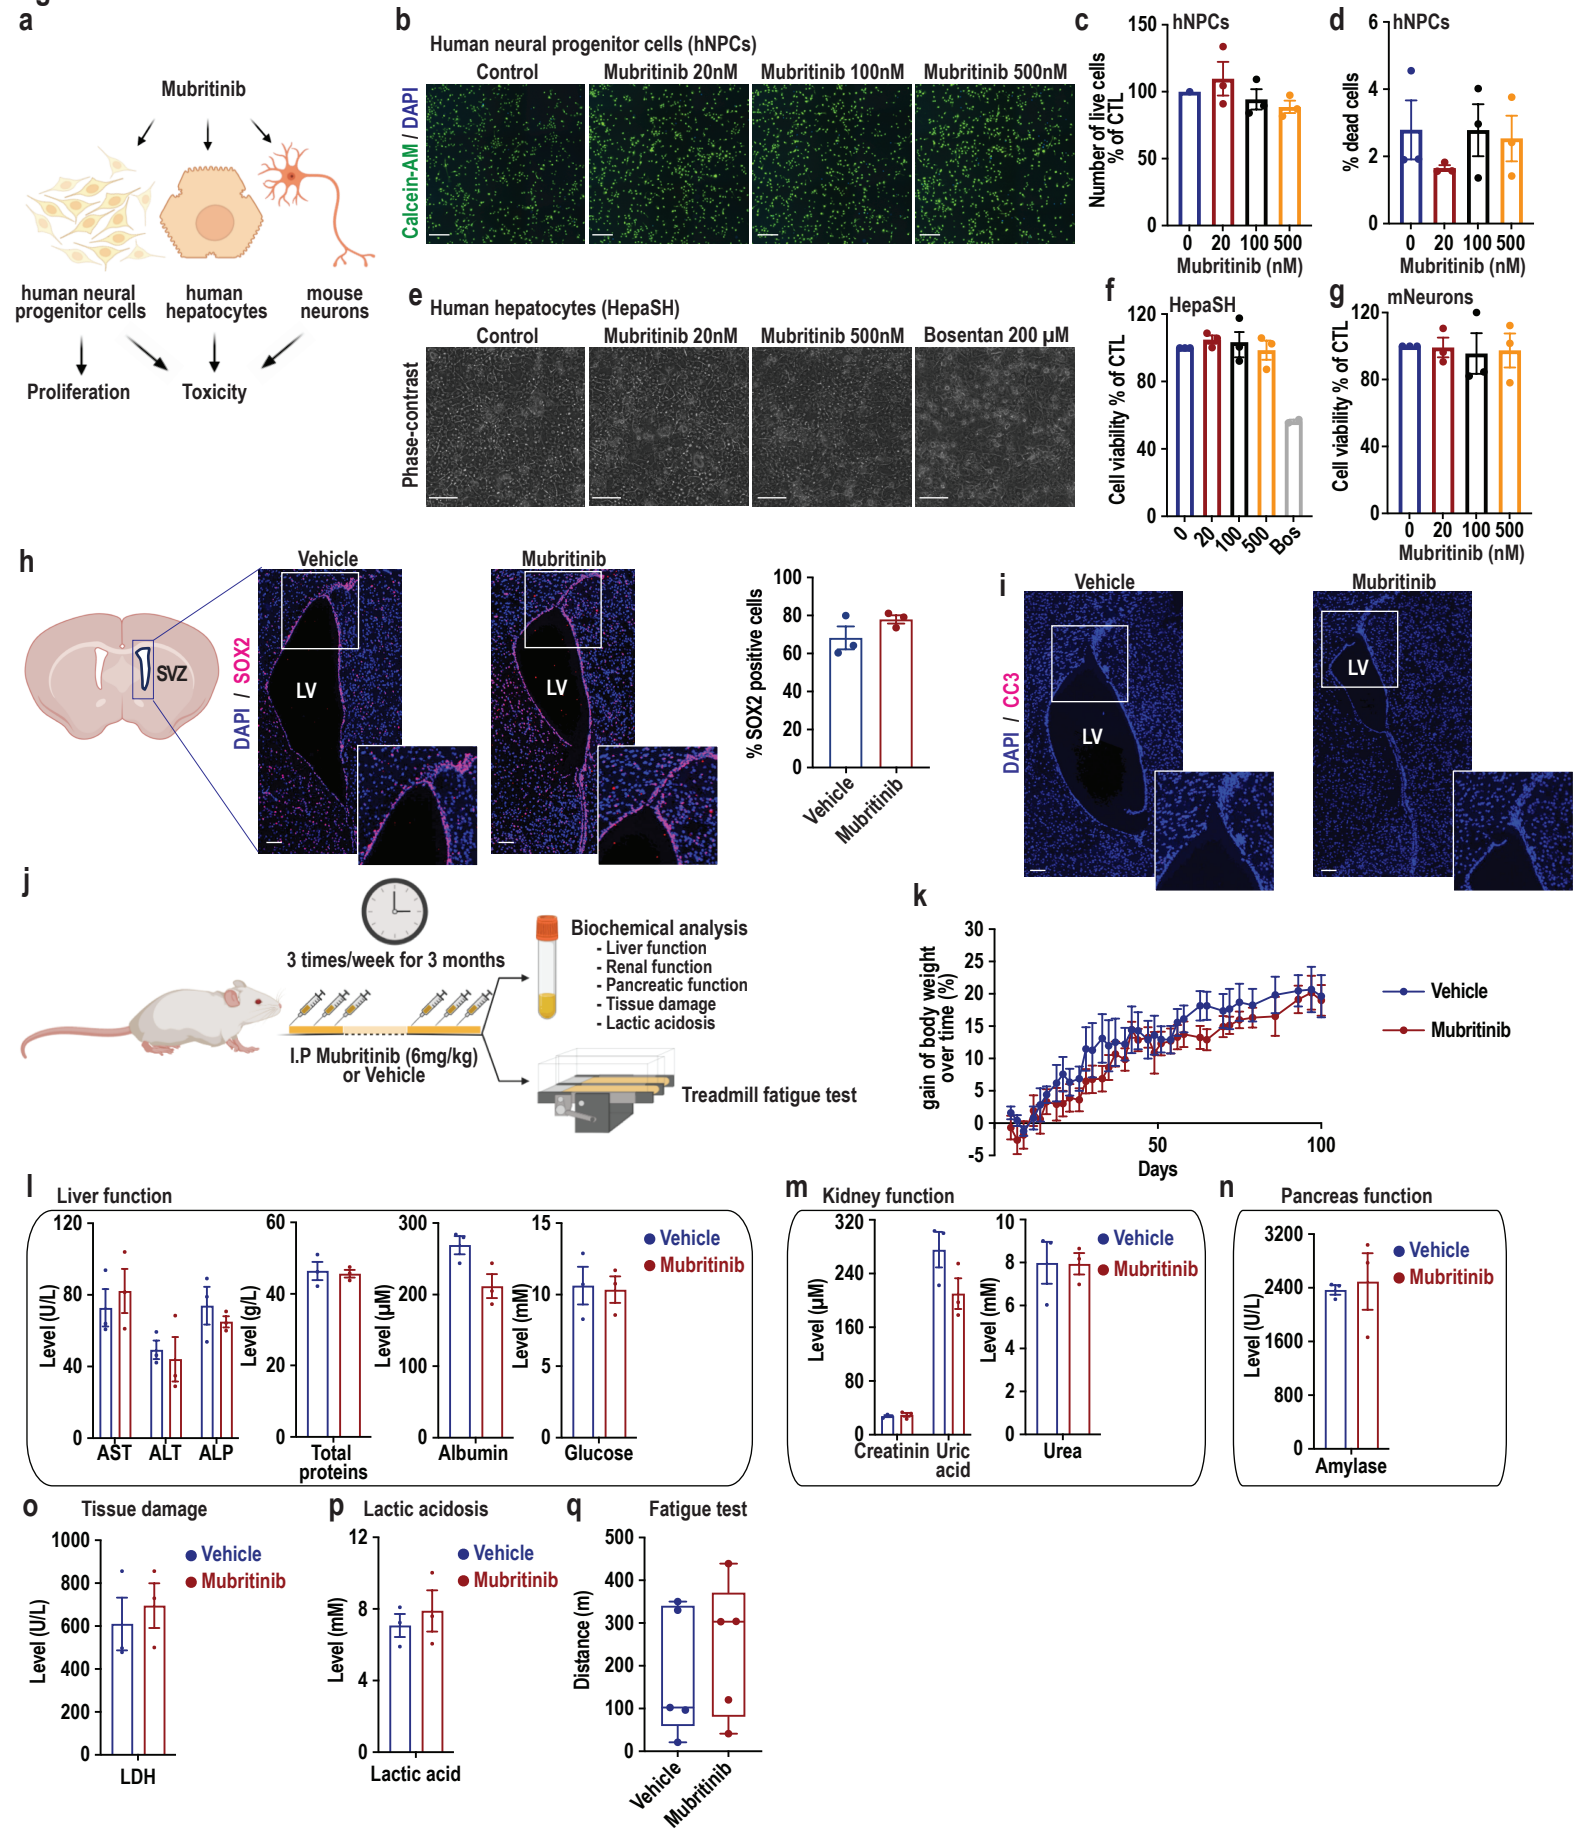 a
Mubritinib
human neural
progenitor cells
human
hepatocytes
mouse
neurons
Proliferation
Toxicity
b
Human neural progenitor cells (hNPCs)
Control
Mubritinib 20nM
Mubritinib 100nM
Mubritinib 500nM
Calcein-AM / DAPI
c
hNPCs
Number of live cells
% of CTL
150
100
50
0
0
20
100
500
Mubritinib (nM)
d
hNPCs
% dead cells
6
4
2
0
0
20
100
500
Mubritinib (nM)
e
Human hepatocytes (HepaSH)
Control
Mubritinib 20nM
Mubritinib 500nM
Bosentan 200 µM
Phase-contrast
f
HepaSH
Cell viability % of CTL
120
80
40
0
0
20
100
500
Bos
g
mNeurons
Cell viability % of CTL
120
80
40
0
0
20
100
500
Mubritinib (nM)
h
SVZ
DAPI / SOX2
Vehicle
LV
Mubritinib
LV
% SOX2 positive cells
100
80
60
40
20
0
Vehicle
Mubritinib
i
DAPI / CC3
Vehicle
LV
Mubritinib
LV
j
3 times/week for 3 months
I.P Mubritinib (6mg/kg)
or Vehicle
Biochemical analysis
- Liver function
- Renal function
- Pancreatic function
- Tissue damage
- Lactic acidosis
Treadmill fatigue test
k
gain of body weight
over time (%)
30
25
20
15
10
5
0
-5
50
100
Days
Vehicle
Mubritinib
l
Liver function
Level (U/L)
120
80
40
0
AST
ALT
ALP
Level (g/L)
60
40
20
0
Total
proteins
Level (µM)
300
200
100
0
Albumin
Level (mM)
15
10
5
0
Glucose
Vehicle
Mubritinib
m
Kidney function
Level (µM)
320
240
160
80
0
Creatinin
Uric
acid
Level (mM)
10
8
6
4
2
0
Urea
Vehicle
Mubritinib
n
Pancreas function
Level (U/L)
3200
2400
1600
800
0
Amylase
Vehicle
Mubritinib
o
Tissue damage
Level (U/L)
1000
800
600
400
200
0
LDH
Vehicle
Mubritinib
p
Lactic acidosis
Level (mM)
12
8
4
0
Lactic acid
Vehicle
Mubritinib
q
Fatigue test
Distance (m)
500
400
300
200
100
0
Vehicle
Mubritinib